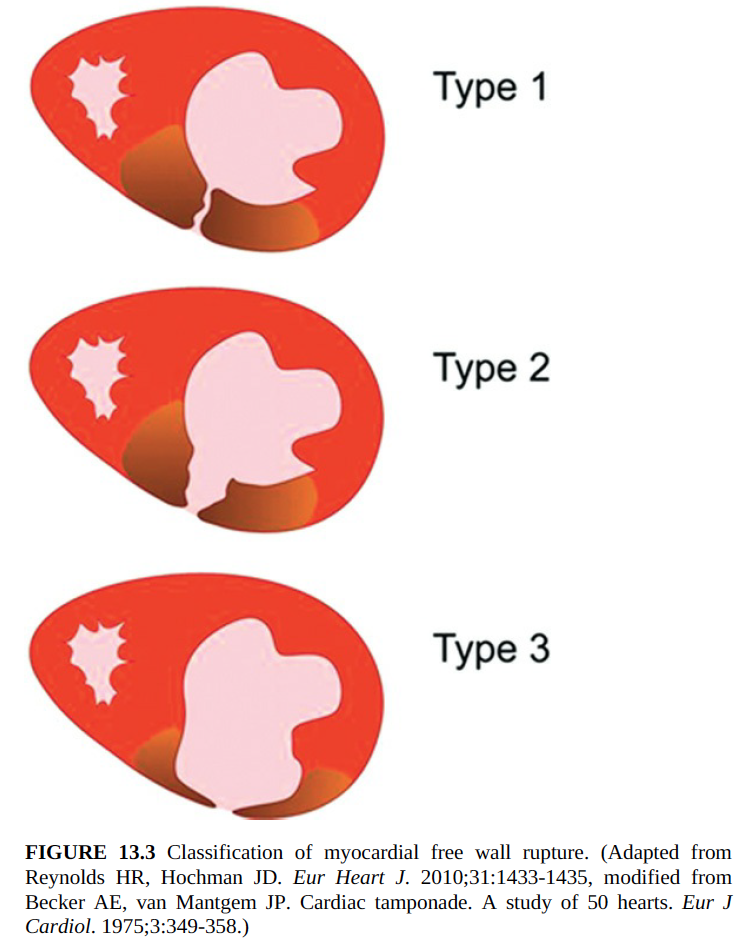 Type 1
Type 2
Type 3
FIGURE 13.3 Classification of myocardial free wall rupture. (Adapted from
Reynolds HR, Hochman JD. Eur Heart J. 2010;31:1433-1435, modified from
Becker AE, van Mantgem JP. Cardiac tamponade. A study of 50 hearts. Eur J
Cardiol. 1975;3:349-358.)